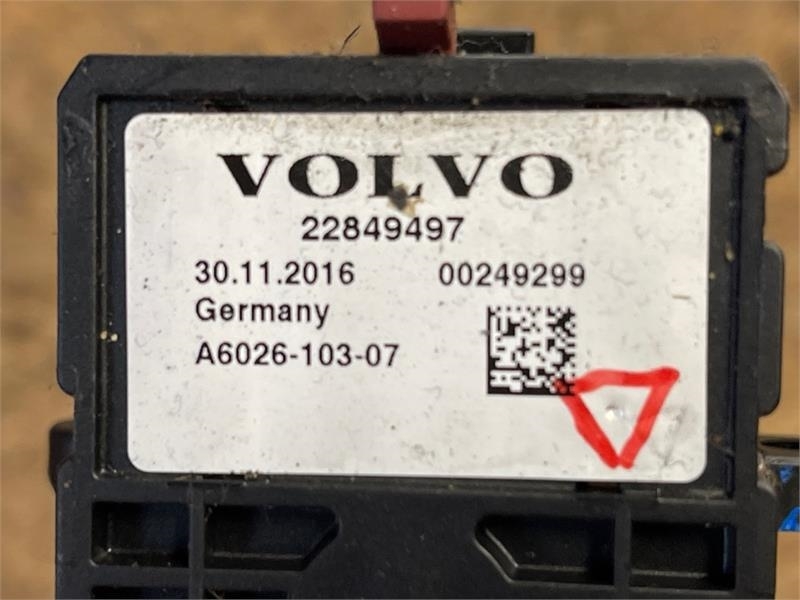 VOLVO
22849497
30.11.2016 00249299
Germany
A6026-103-07